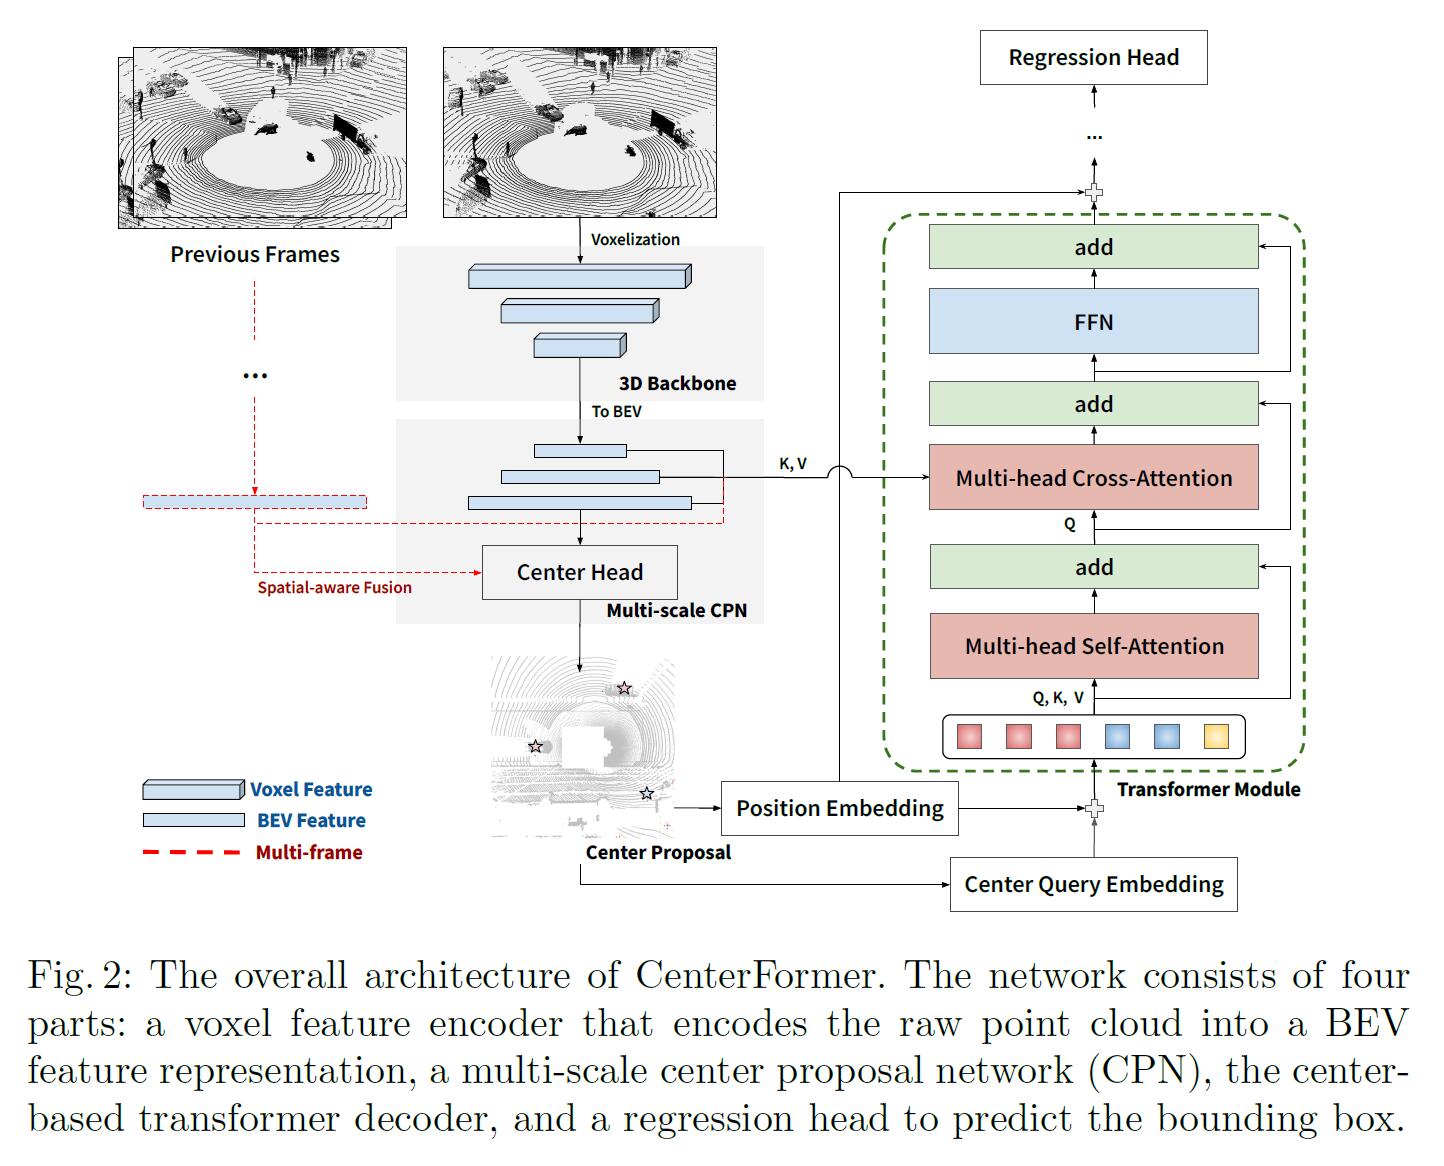 Regression Head
...
add
FFN
add
Multi-head Cross-Attention
Q
add
Multi-head Self-Attention
Q, K, V
Transformer Module
Previous Frames
...
Voxelization
3D Backbone
To BEV
K, V
Center Head
Spatial-aware Fusion
Multi-scale CPN
Voxel Feature
BEV Feature
Multi-frame
Center Proposal
Position Embedding
Center Query Embedding
Fig. 2: The overall architecture of CenterFormer. The network consists of four
parts: a voxel feature encoder that encodes the raw point cloud into a BEV
feature representation, a multi-scale center proposal network (CPN), the center-
based transformer decoder, and a regression head to predict the bounding box.